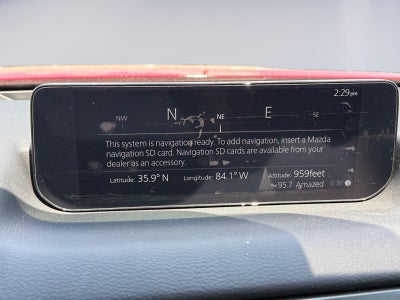 2:29pm
NW N NE E SE
This system is navigation ready. To add navigation, insert a Mazda
navigation SD card. Navigation SD cards are available from your
dealer as an accessory.
Latitude: 35.9° N Longitude: 84.1° W Altitude: 959feet
95.7 Amazed